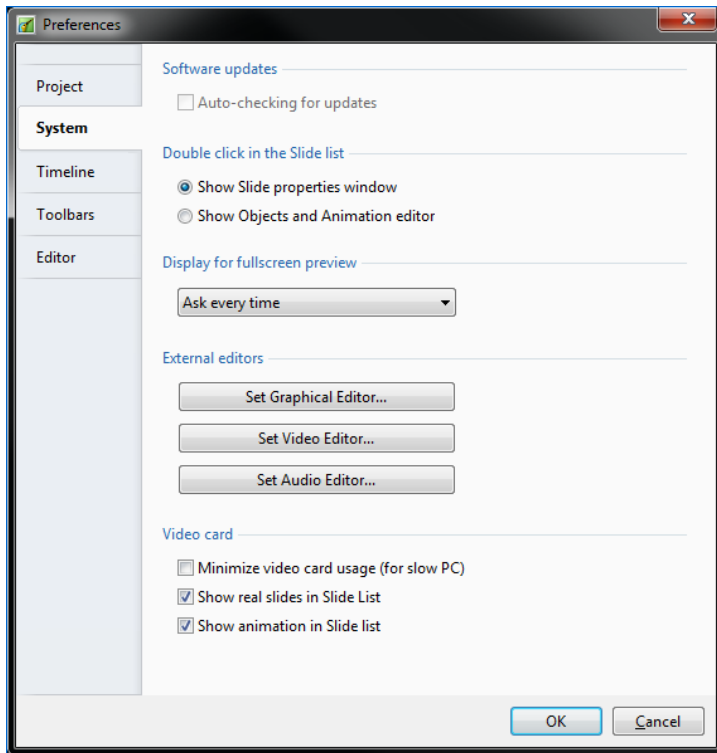 Preferences
Project
System
Timeline
Toolbars
Editor
Software updates
Auto-checking for updates
Double click in the Slide list
Show Slide properties window
Show Objects and Animation editor
Display for fullscreen preview
Ask every time
External editors
Set Graphical Editor...
Set Video Editor...
Set Audio Editor...
Video card
Minimize video card usage (for slow PC)
Show real slides in Slide List
Show animation in Slide list
OK
Cancel